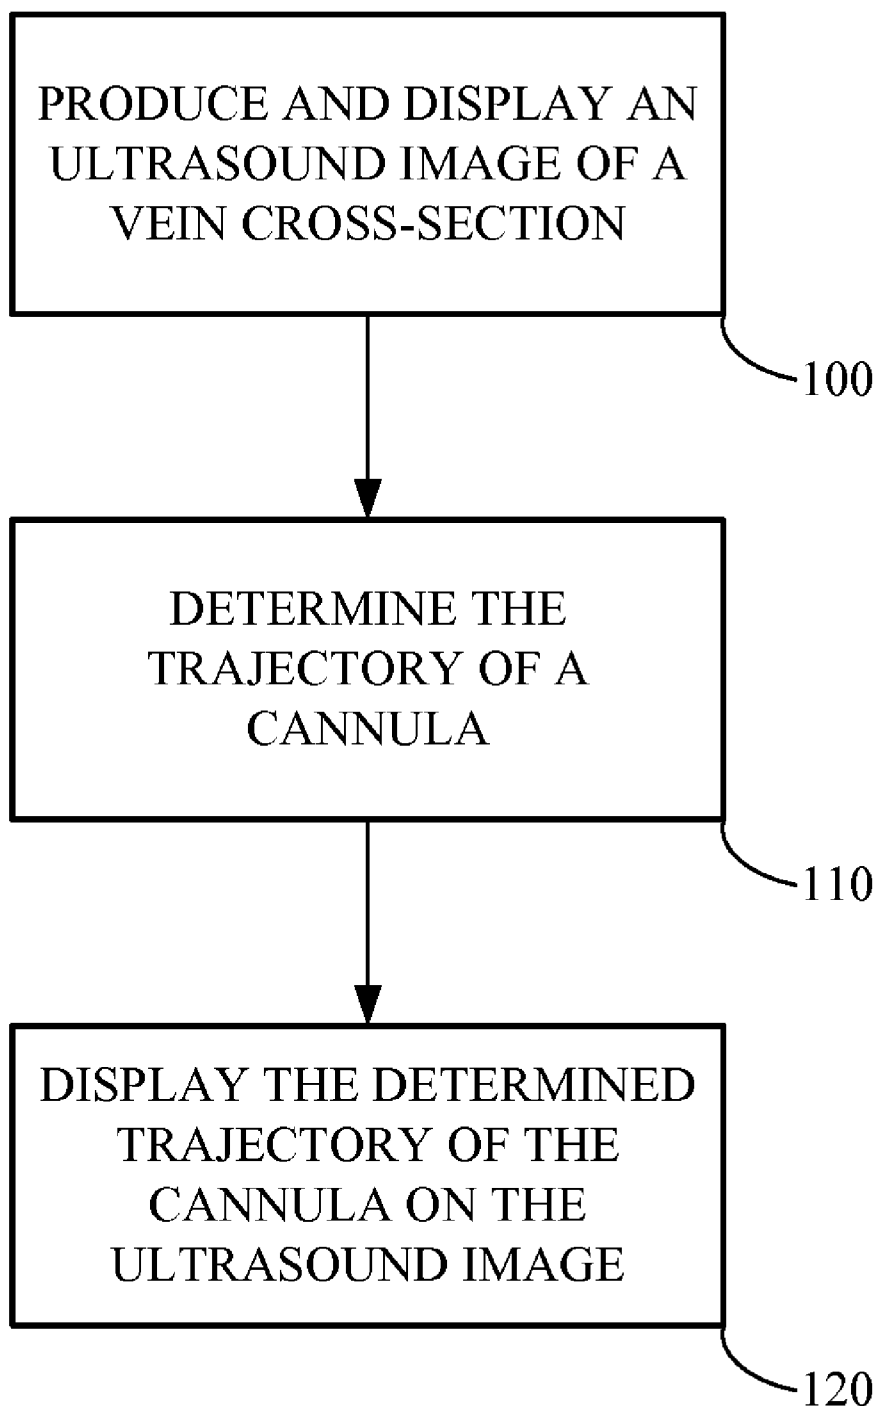 PRODUCE AND DISPLAY AN
ULTRASOUND IMAGE OF A
VEIN CROSS-SECTION
100
DETERMINE THE
TRAJECTORY OF A
CANNULA
110
DISPLAY THE DETERMINED
TRAJECTORY OF THE
CANNULA ON THE
ULTRASOUND IMAGE
120